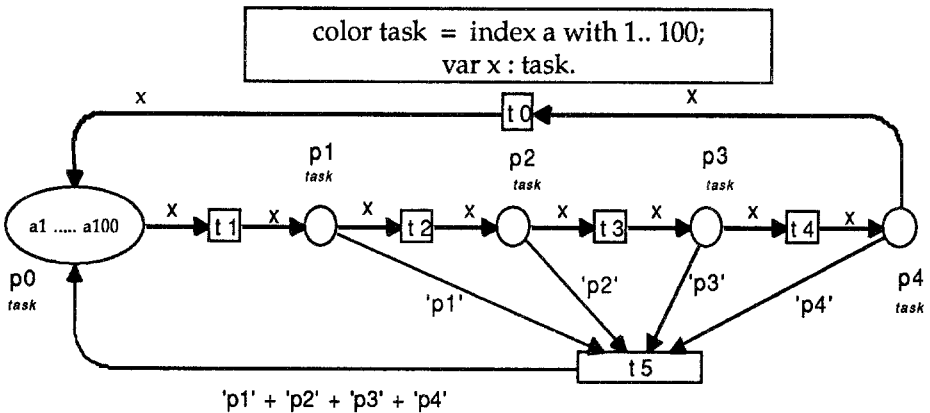 color task = index a with 1.. 100;
var x : task.
x
t 0
x
p1
task
p2
task
p3
task
a1 ..... a100
x
t 1
x
x
t 2
x
x
t 3
x
x
t 4
x
p0
task
'p1'
'p2'
'p3'
'p4'
p4
task
t 5
'p1' + 'p2' + 'p3' + 'p4'